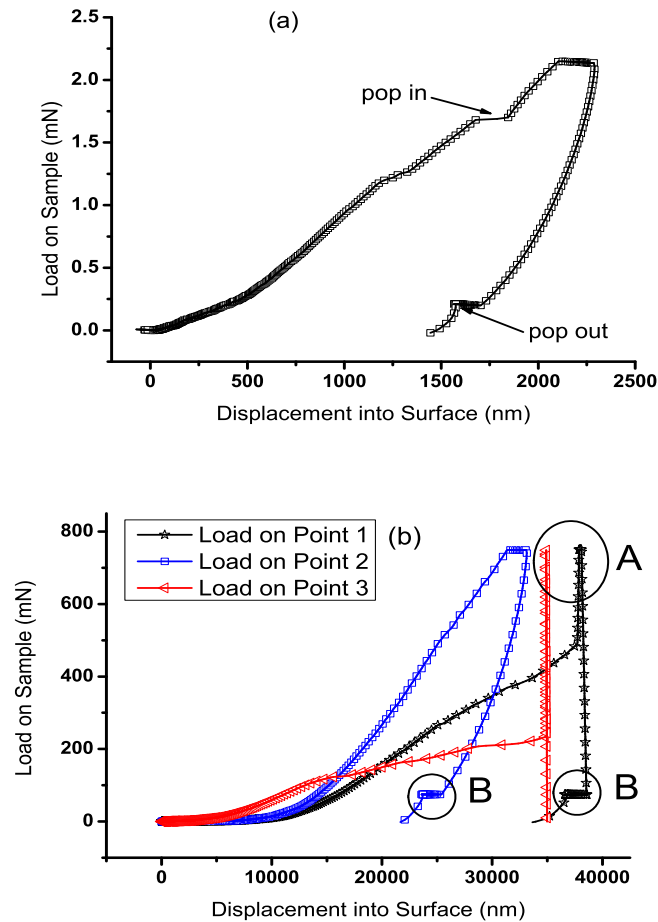 (a)
2.5
2.0
1.5
1.0
0.5
0.0
Load on Sample (mN)
pop in
pop out
0 500 1000 1500 2000 2500
Displacement into Surface (nm)
(b)
Load on Point 1
Load on Point 2
Load on Point 3
A
B
B
800
600
400
200
0
Load on Sample (mN)
0 10000 20000 30000 40000
Displacement into Surface (nm)